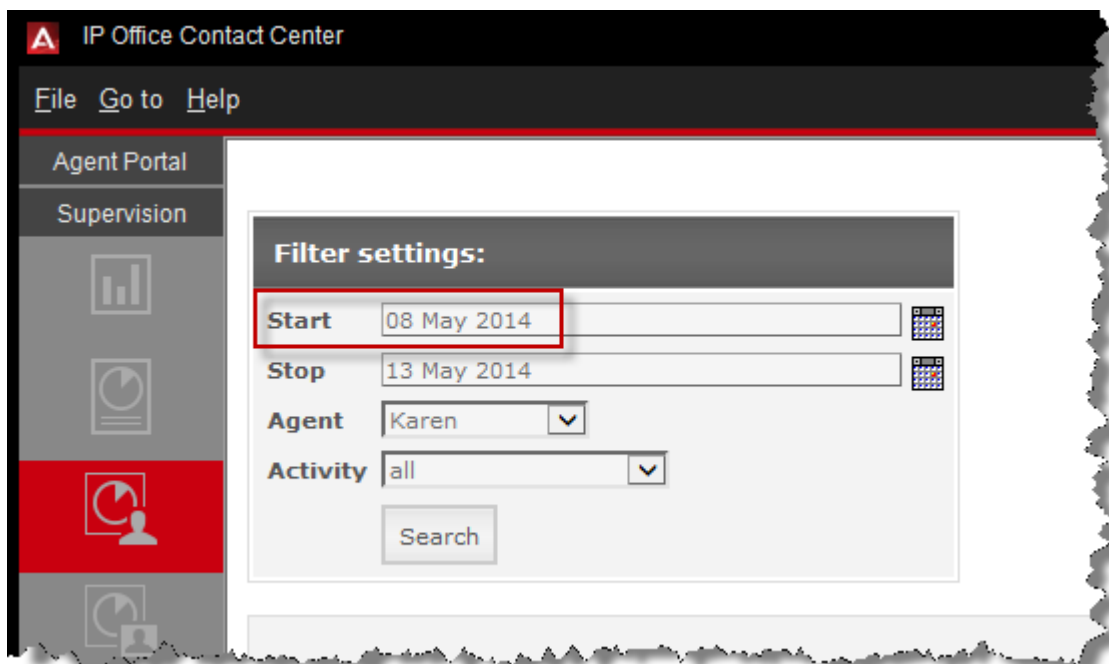 IP Office Contact Center
File Go to Help
Agent Portal
Supervision
Filter settings:
Start 08 May 2014
Stop 13 May 2014
Agent Karen
Activity all
Search